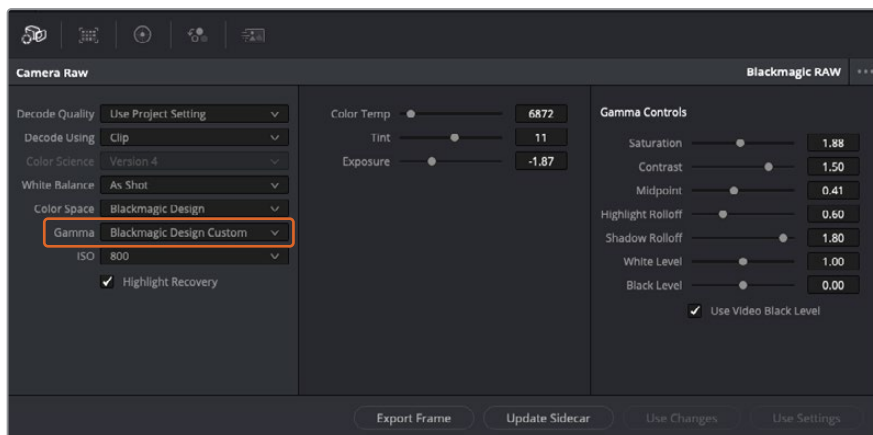 Camera Raw
Blackmagic RAW
Decode Quality Use Project Setting
Decode Using Clip
Color Science Version 4
White Balance As Shot
Color Space Blackmagic Design
Gamma Blackmagic Design Custom
ISO 800
Highlight Recovery
Color Temp 6872
Tint 11
Exposure -1.87
Gamma Controls
Saturation 1.88
Contrast 1.50
Midpoint 0.41
Highlight Rolloff 0.60
Shadow Rolloff 1.80
White Level 1.00
Black Level 0.00
Use Video Black Level
Export Frame
Update Sidecar
Use Changes
Use Settings